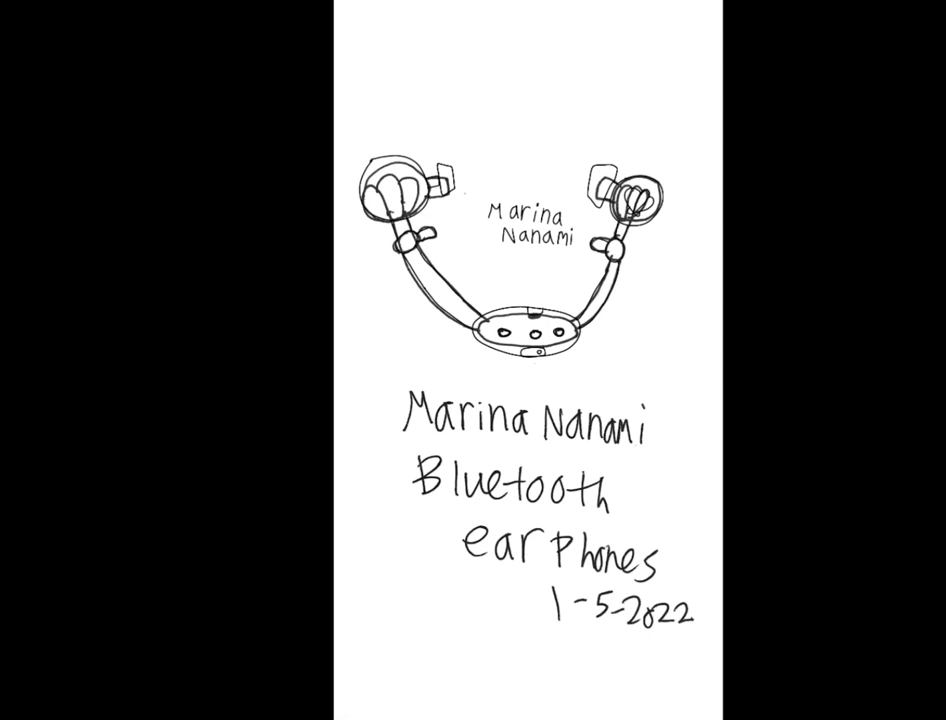 Marina
Nanami
Marina Nanami
Bluetooth
earphones
1-5-2022